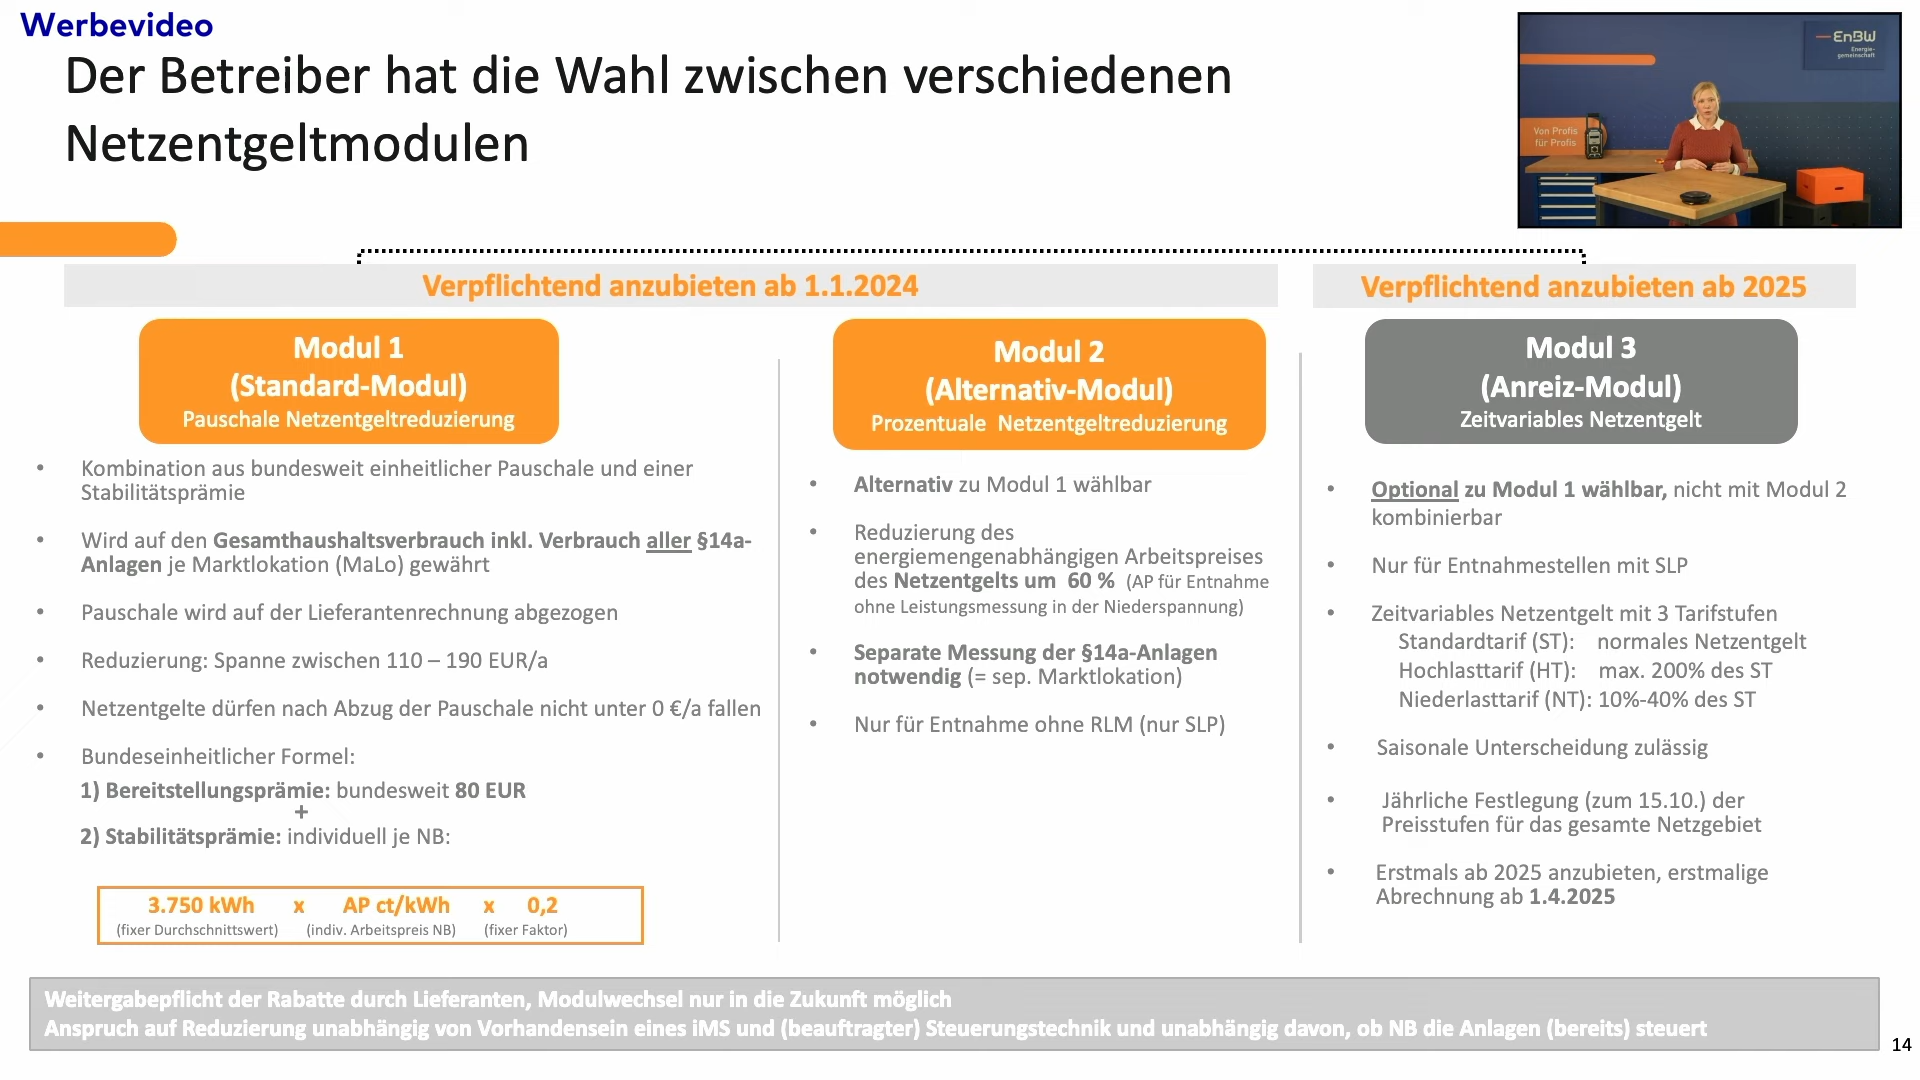 Werbevideo
Der Betreiber hat die Wahl zwischen verschiedenen
Netzentgeltmodulen
EnBW
Energie-
gemeinschaft
Von Profis
für Profis
Verpflichtend anzubieten ab 1.1.2024
Modul 1
(Standard-Modul)
Pauschale Netzentgeltreduzierung
• Kombination aus bundesweit einheitlicher Pauschale und einer
Stabilitätsprämie
• Wird auf den Gesamthaushaltsverbrauch inkl. Verbrauch aller §14a-
Anlagen je Marktlokation (MaLo) gewährt
• Pauschale wird auf der Lieferantenrechnung abgezogen
• Reduzierung: Spanne zwischen 110 – 190 EUR/a
• Netzentgelte dürfen nach Abzug der Pauschale nicht unter 0 €/a fallen
• Bundeseinheitlicher Formel:
1) Bereitstellungsprämie: bundesweit 80 EUR
+
2) Stabilitätsprämie: individuell je NB:
3.750 kWh x AP ct/kWh x 0,2
(fixer Durchschnittswert) (indiv. Arbeitspreis NB) (fixer Faktor)
Modul 2
(Alternativ-Modul)
Prozentuale Netzentgeltreduzierung
• Alternativ zu Modul 1 wählbar
• Reduzierung des
energiemengenabhängigen Arbeitspreises
des Netzentgelts um 60 % (AP für Entnahme
ohne Leistungsmessung in der Niederspannung)
• Separate Messung der §14a-Anlagen
notwendig (= sep. Marktlokation)
• Nur für Entnahme ohne RLM (nur SLP)
Verpflichtend anzubieten ab 2025
Modul 3
(Anreiz-Modul)
Zeitvariables Netzentgelt
• Optional zu Modul 1 wählbar, nicht mit Modul 2
kombinierbar
• Nur für Entnahmestellen mit SLP
• Zeitvariables Netzentgelt mit 3 Tarifstufen
Standardtarif (ST): normales Netzentgelt
Hochlasttarif (HT): max. 200% des ST
Niederlasttarif (NT): 10%-40% des ST
• Saisonale Unterscheidung zulässig
• Jährliche Festlegung (zum 15.10.) der
Preisstufen für das gesamte Netzgebiet
• Erstmals ab 2025 anzubieten, erstmalige
Abrechnung ab 1.4.2025
Weitergabepflicht der Rabatte durch Lieferanten, Modulwechsel nur in die Zukunft möglich
Anspruch auf Reduzierung unabhängig von Vorhandensein eines iMS und (beauftragter) Steuerungstechnik und unabhängig davon, ob NB die Anlagen (bereits) steuert
14